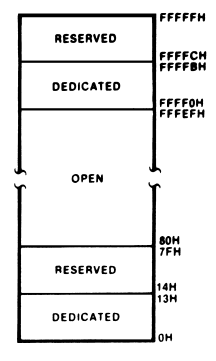 FFFFFH
RESERVED
FFFFCH
FFFFBH
DEDICATED
FFFF0H
FFFEFH
OPEN
80H
7FH
RESERVED
14H
13H
DEDICATED
0H